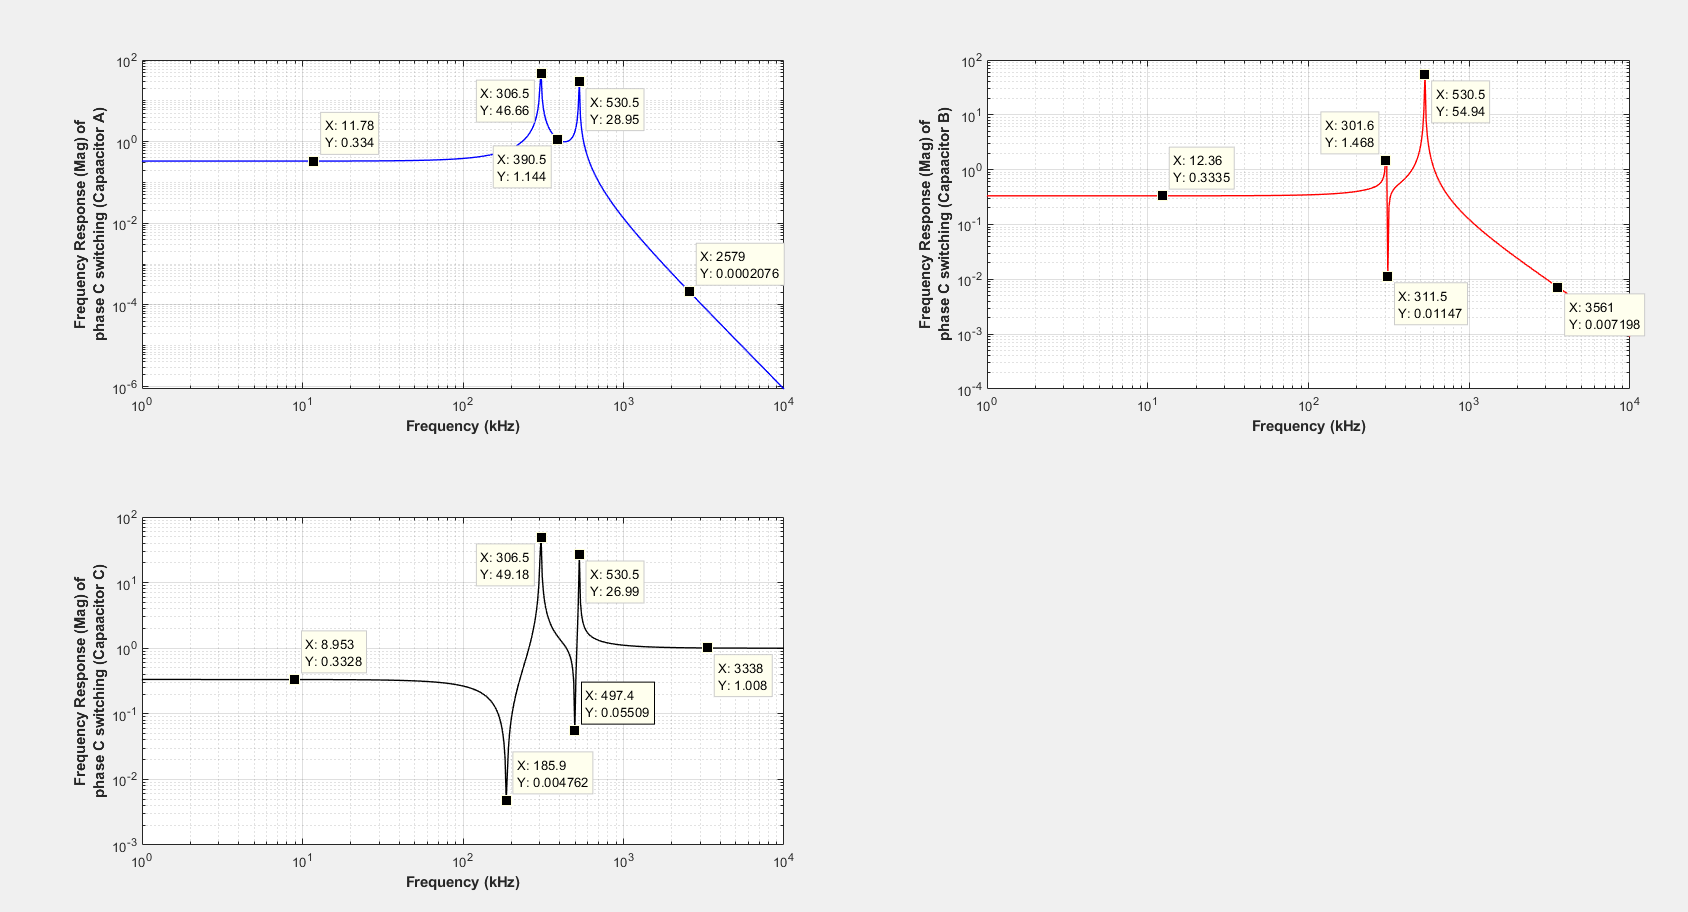 Frequency Response (Mag) of
phase C switching (Capaacitor A)
10^2
10^0
10^-2
10^-4
10^-6
X: 11.78
Y: 0.334
X: 306.5
Y: 46.66
X: 530.5
Y: 28.95
X: 390.5
Y: 1.144
X: 2579
Y: 0.0002076
10^0 10^1 10^2 10^3 10^4
Frequency (kHz)
Frequency Response (Mag) of
phase C switching (Capaacitor B)
10^2
10^1
10^0
10^-1
10^-2
10^-3
10^-4
X: 12.36
Y: 0.3335
X: 301.6
Y: 1.468
X: 530.5
Y: 54.94
X: 311.5
Y: 0.01147
X: 3561
Y: 0.007198
10^0 10^1 10^2 10^3 10^4
Frequency (kHz)
Frequency Response (Mag) of
phase C switching (Capaacitor C)
10^2
10^1
10^0
10^-1
10^-2
10^-3
X: 8.953
Y: 0.3328
X: 306.5
Y: 49.18
X: 530.5
Y: 26.99
X: 3338
Y: 1.008
X: 497.4
Y: 0.05509
X: 185.9
Y: 0.004762
10^0 10^1 10^2 10^3 10^4
Frequency (kHz)